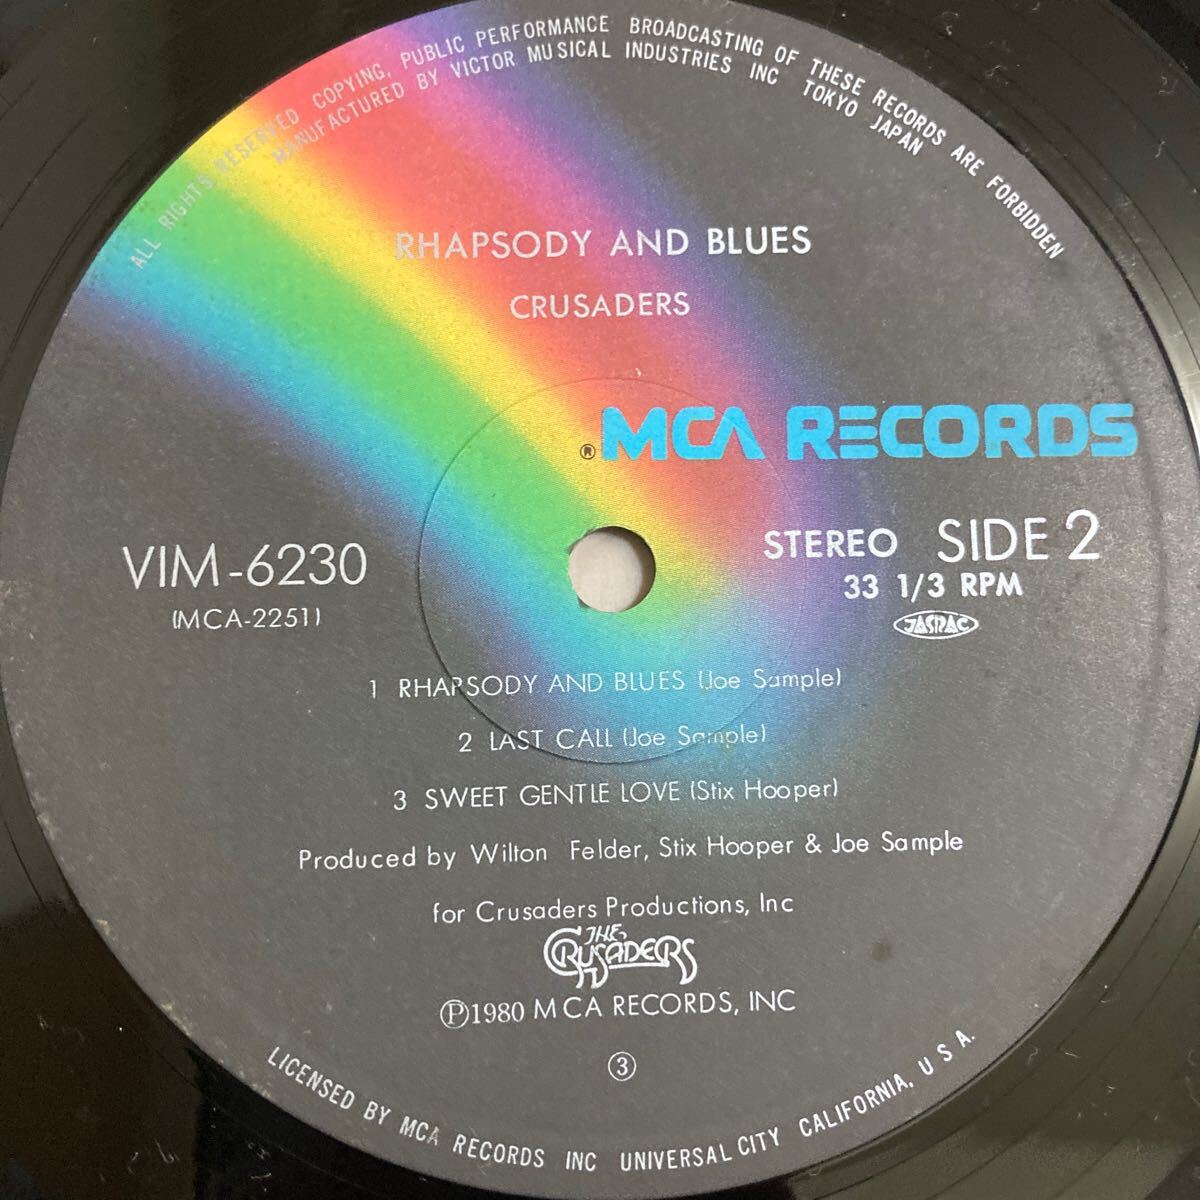 ALL RIGHTS RESERVED COPYING, PUBLIC PERFORMANCE BROADCASTING OF THESE RECORDS ARE FORBIDDEN
MANUFACTURED BY VICTOR MUSICAL INDUSTRIES INC TOKYO JAPAN
RHAPSODY AND BLUES
CRUSADERS
®MCA RECORDS
STEREO SIDE 2
33 1/3 RPM
JASRAC
VIM-6230
(MCA-2251)
1 RHAPSODY AND BLUES (Joe Sample)
2 LAST CALL (Joe Sample)
3 SWEET GENTLE LOVE (Stix Hooper)
Produced by Wilton Felder, Stix Hooper & Joe Sample
for Crusaders Productions, Inc
THE CRUSADERS
Ⓟ1980 MCA RECORDS, INC
③
LICENSED BY MCA RECORDS INC UNIVERSAL CITY CALIFORNIA, U S A.